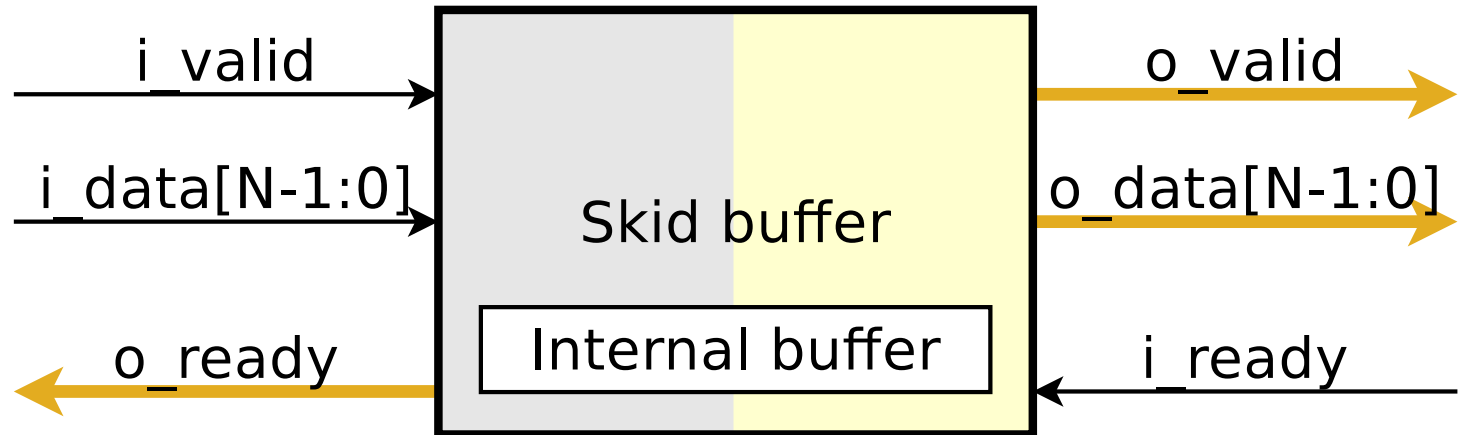 i_valid
o_valid
i_data[N-1:0]
o_data[N-1:0]
Skid buffer
Internal buffer
o_ready
i_ready